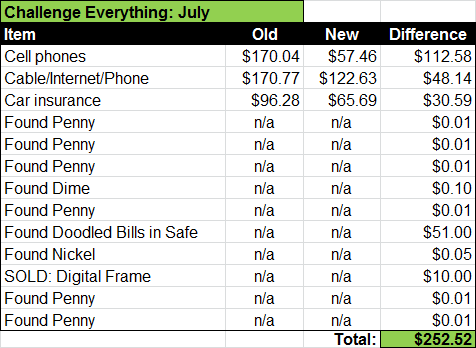 Challenge Everything: July
Item Old New Difference
Cell phones $170.04 $57.46 $112.58
Cable/Internet/Phone $170.77 $122.63 $48.14
Car insurance $96.28 $65.69 $30.59
Found Penny n/a n/a $0.01
Found Penny n/a n/a $0.01
Found Penny n/a n/a $0.01
Found Dime n/a n/a $0.10
Found Penny n/a n/a $0.01
Found Doodled Bills in Safe n/a n/a $51.00
Found Nickel n/a n/a $0.05
SOLD: Digital Frame n/a n/a $10.00
Found Penny n/a n/a $0.01
Found Penny n/a n/a $0.01
Total: $252.52